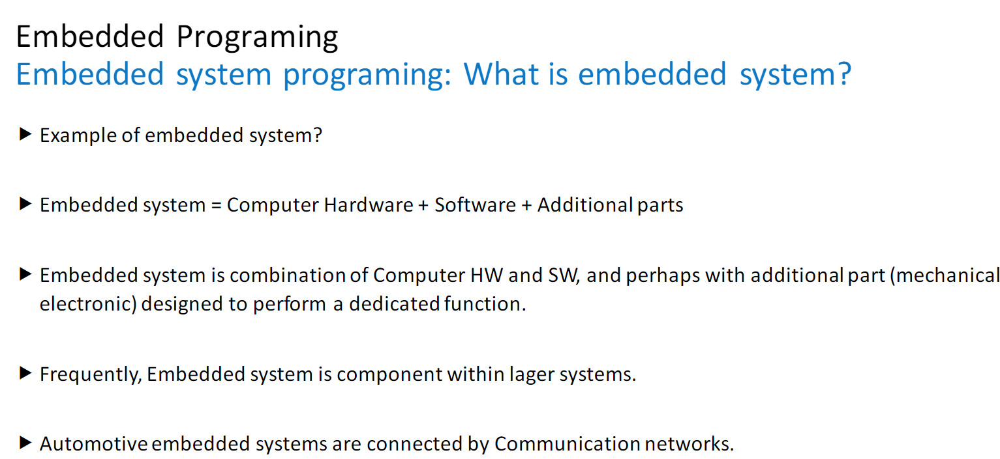 Embedded Programing
Embedded system programing: What is embedded system?
▶ Example of embedded system?
▶ Embedded system = Computer Hardware + Software + Additional parts
▶ Embedded system is combination of Computer HW and SW, and perhaps with additional part (mechanical
electronic) designed to perform a dedicated function.
▶ Frequently, Embedded system is component within lager systems.
▶ Automotive embedded systems are connected by Communication networks.